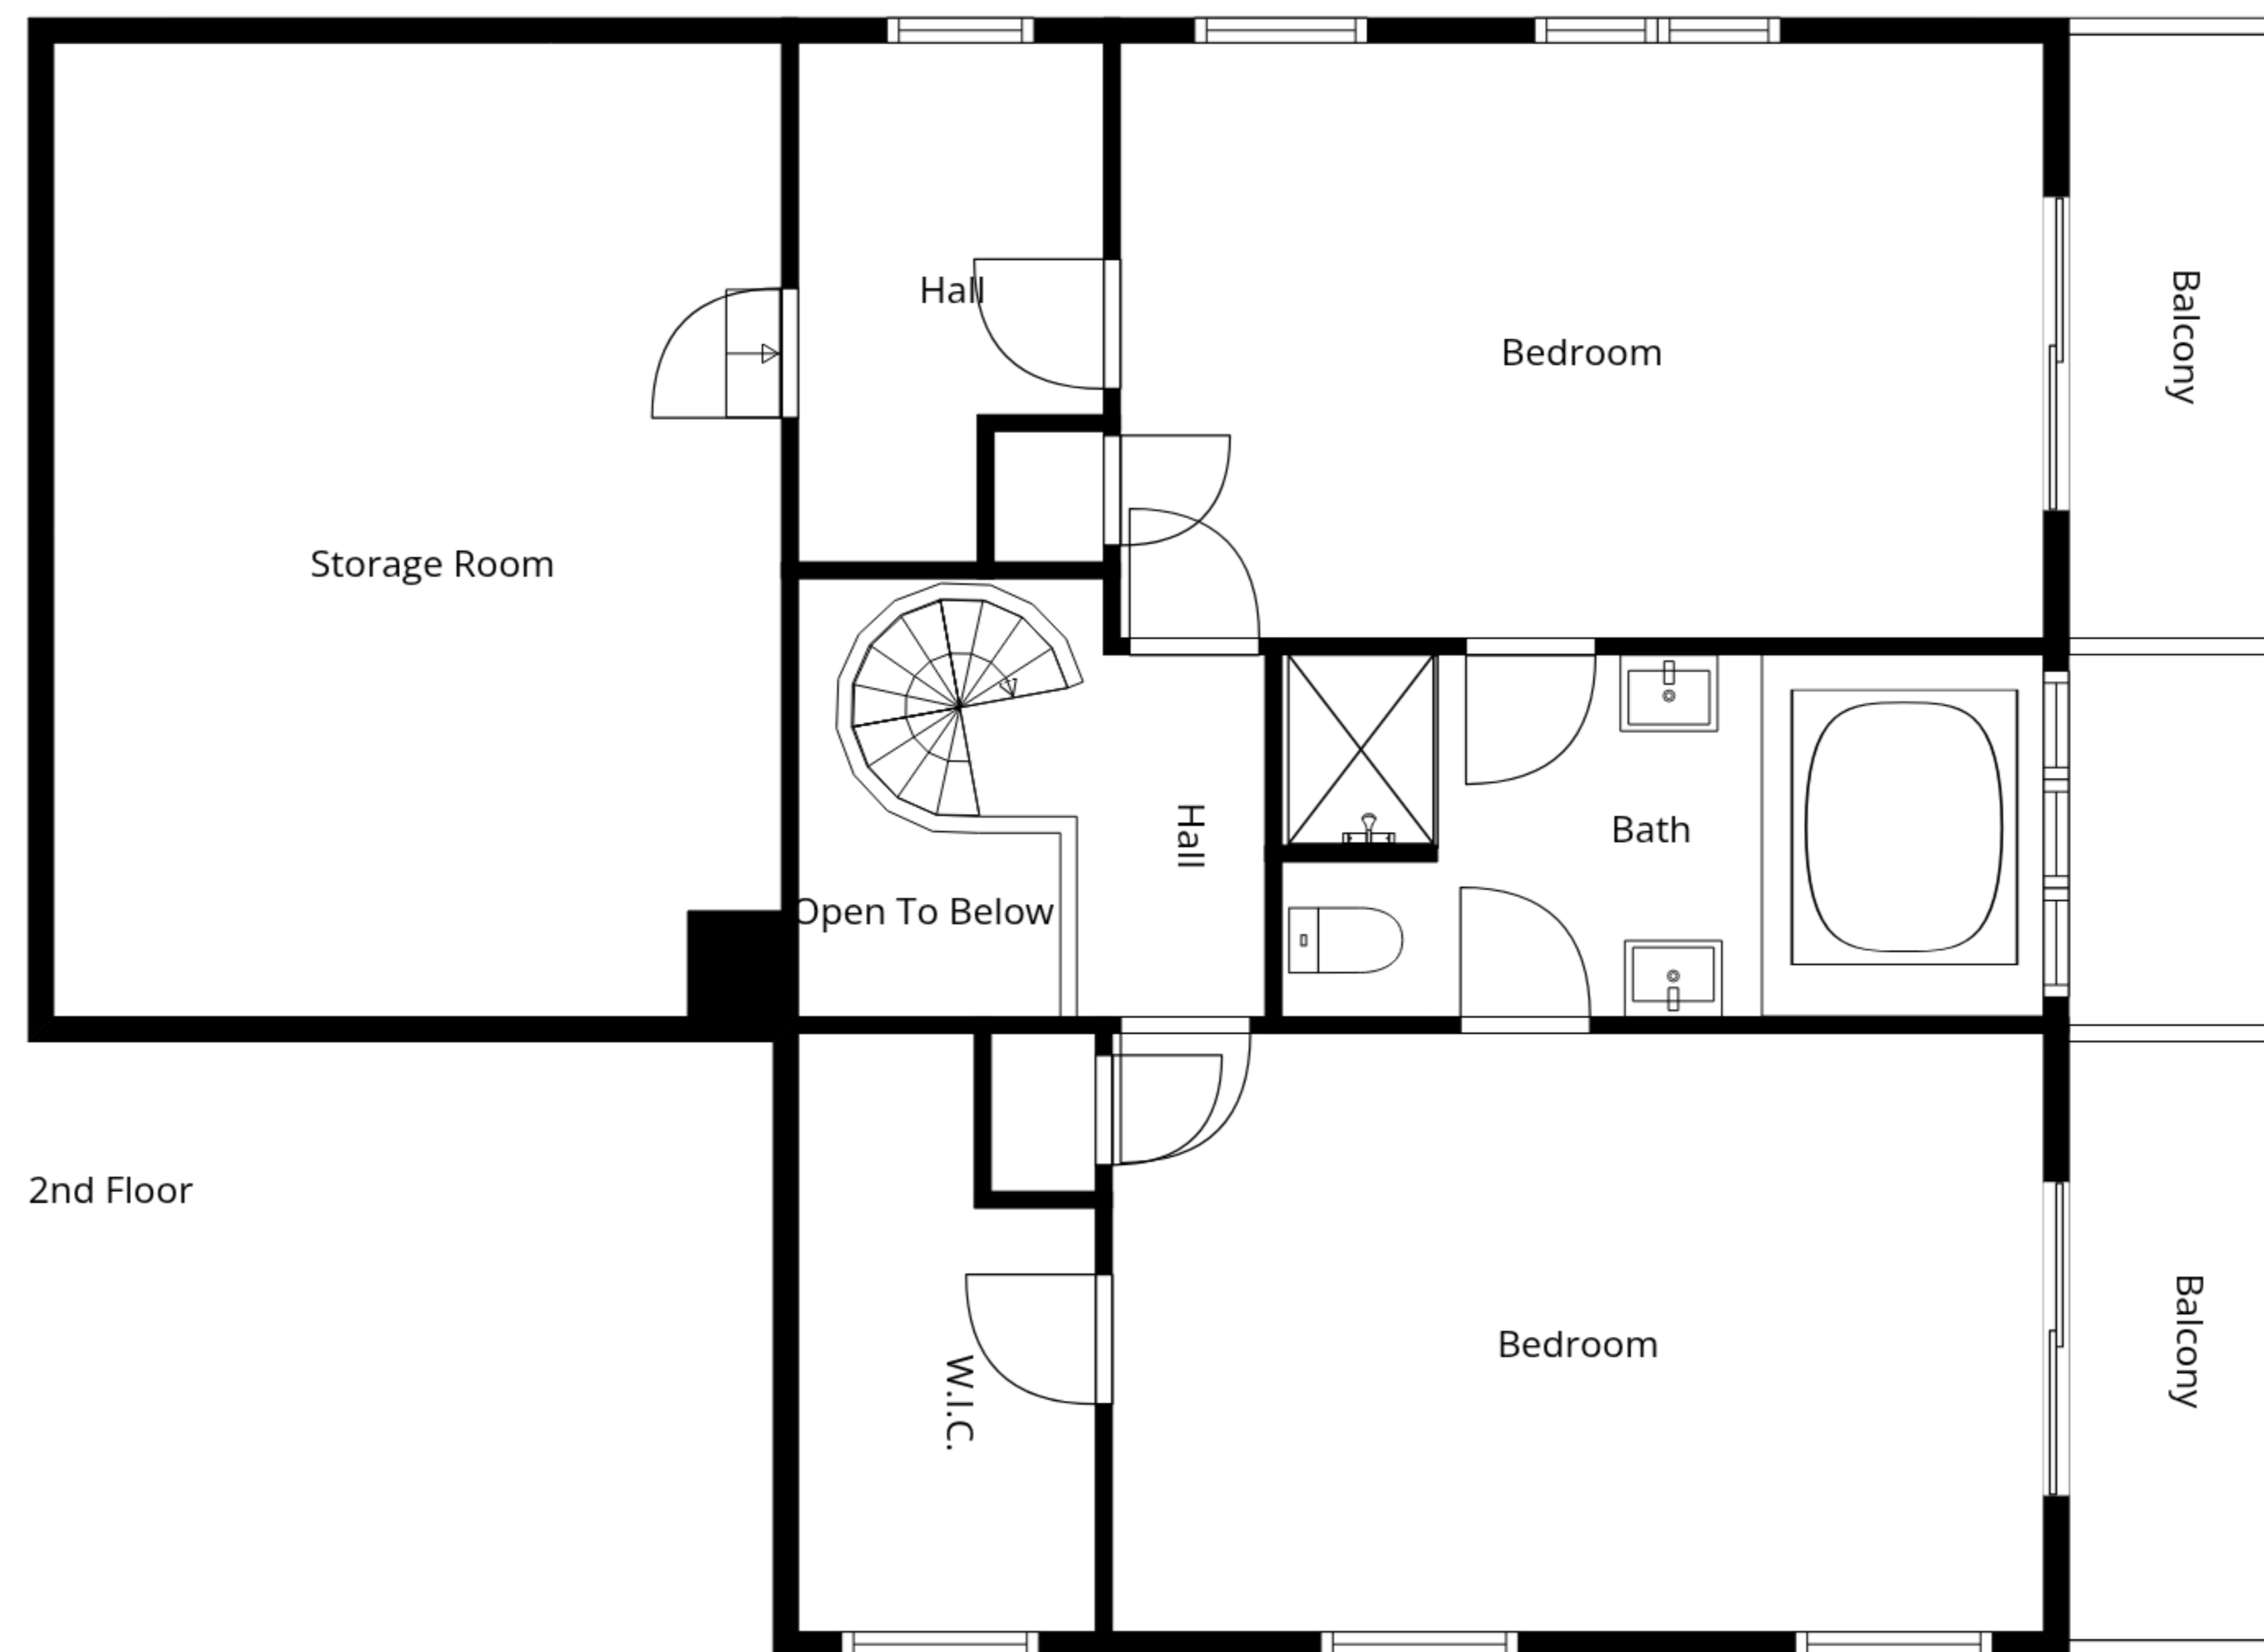 Hall
Bedroom
Balcony
Storage Room
Hall
Bath
Open To Below
2nd Floor
W.I.C.
Bedroom
Balcony